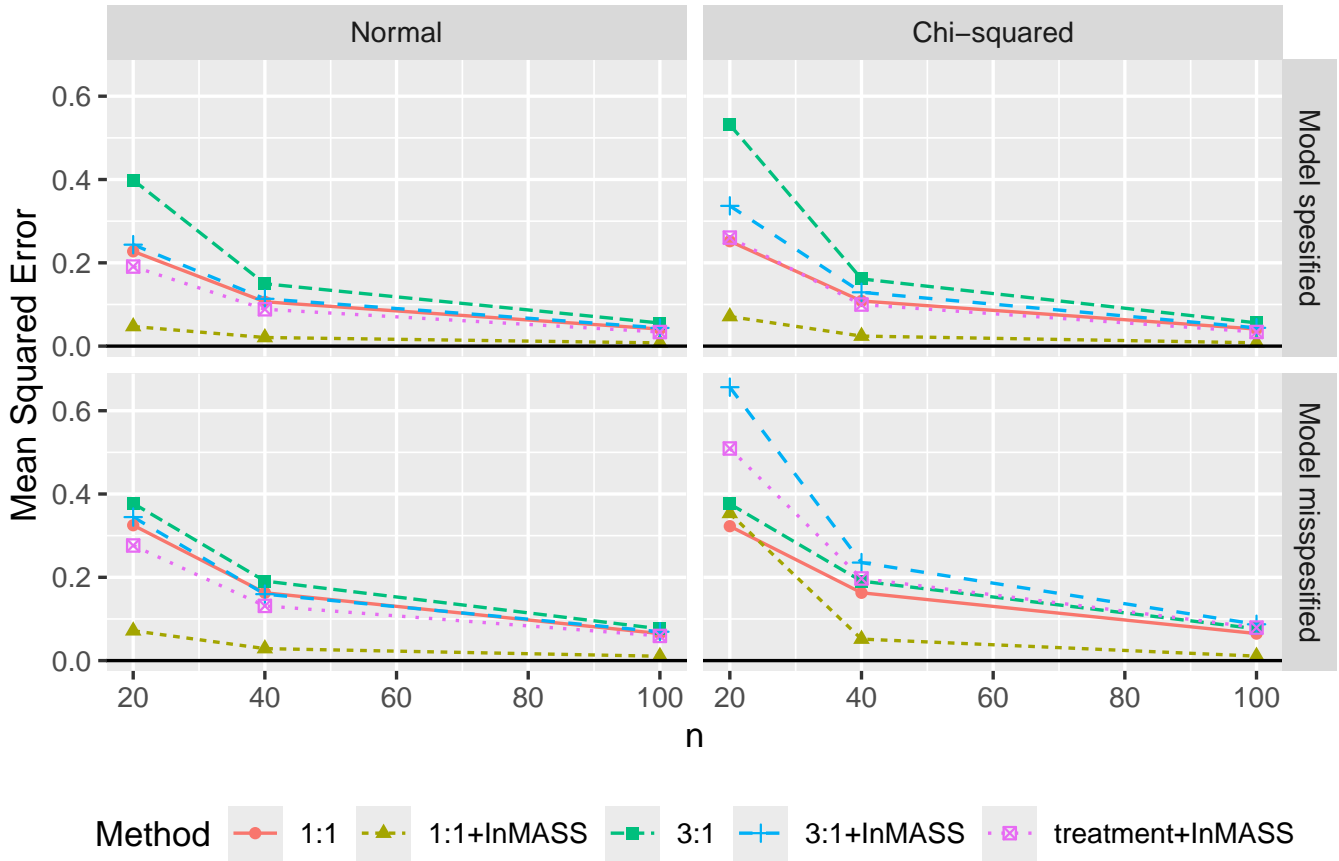 Normal Chi−squared
Mean Squared Error
0.6
0.4
0.2
0.0
Model spesified
0.6
0.4
0.2
0.0
Model misspesified
20 40 60 80 100 20 40 60 80 100
n
Method 1:1 1:1+InMASS 3:1 3:1+InMASS treatment+InMASS